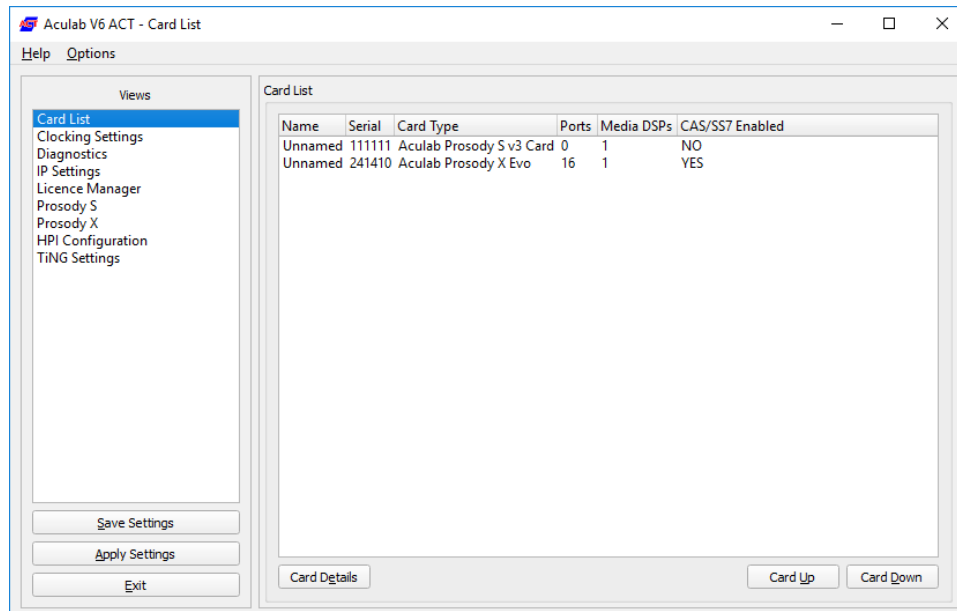 Aculab V6 ACT - Card List
Help Options
Views
Card List
Clocking Settings
Diagnostics
IP Settings
Licence Manager
Prosody S
Prosody X
HPI Configuration
TiNG Settings
Save Settings
Apply Settings
Exit
Card List
Name Serial Card Type Ports Media DSPs CAS/SS7 Enabled
Unnamed 111111 Aculab Prosody S v3 Card 0 1 NO
Unnamed 241410 Aculab Prosody X Evo 16 1 YES
Card Details Card Up Card Down